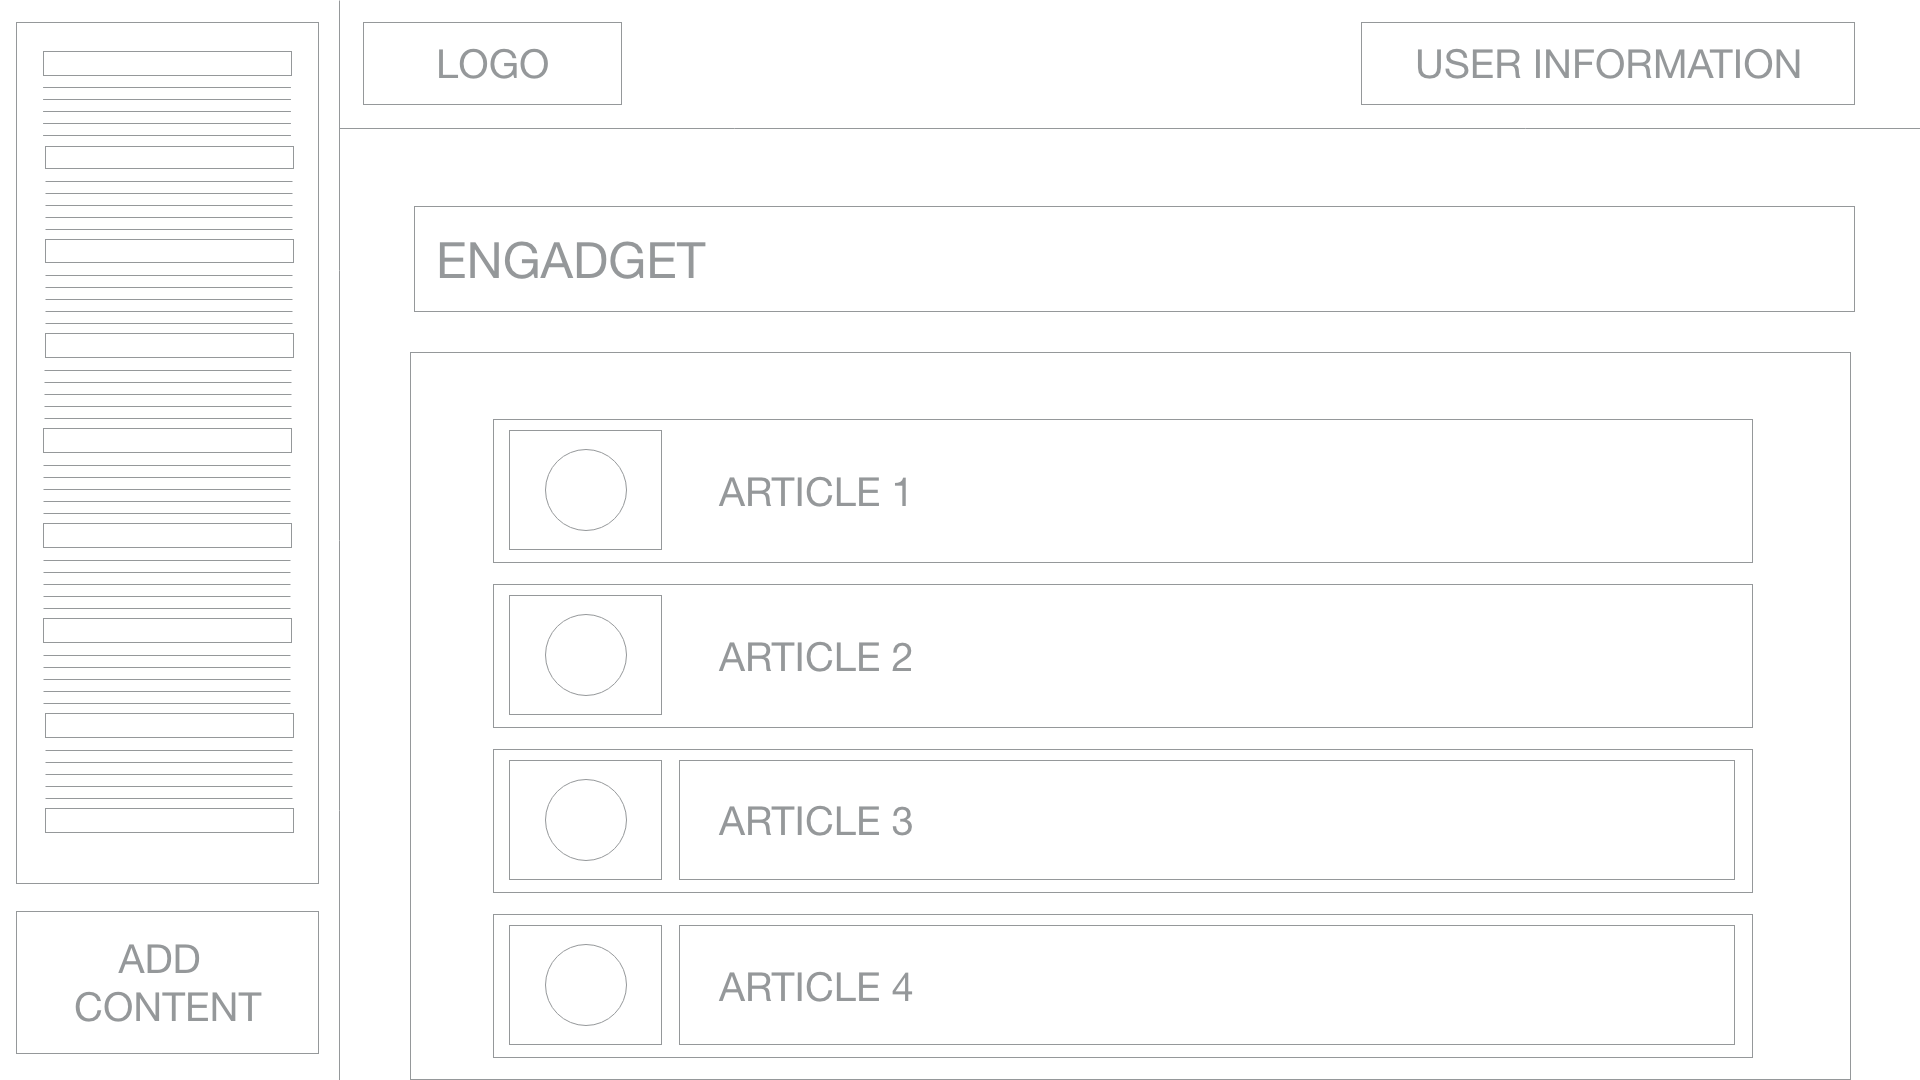 LOGO
USER INFORMATION
ENGADGET
ARTICLE 1
ARTICLE 2
ARTICLE 3
ARTICLE 4
ADD
CONTENT